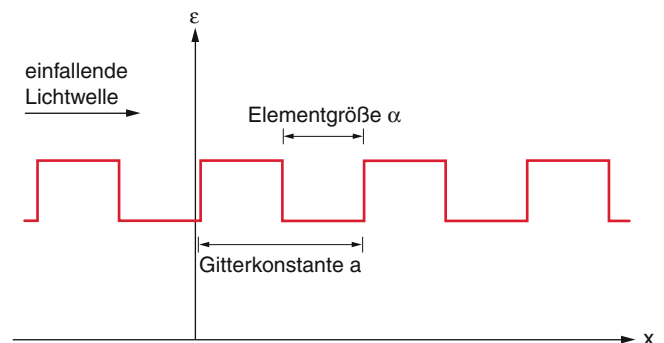 ε
einfallende
Lichtwelle
Elementgröße α
Gitterkonstante a
x